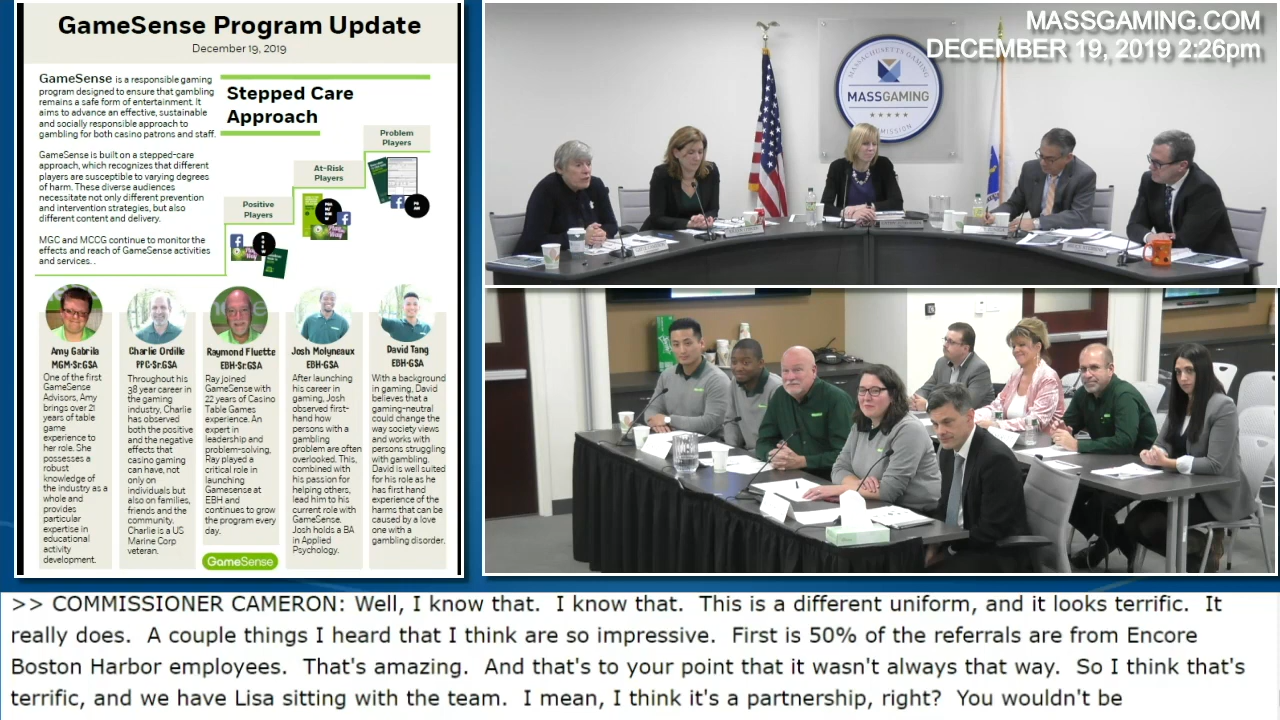 GameSense Program Update
December 19, 2019
GameSense is a responsible gaming
program designed to ensure that gambling
remains a safe form of entertainment. It
aims to advance an effective, sustainable
and socially responsible approach to
gambling for both casino patrons and staff.
GameSense is built on a stepped-care
approach, which recognizes that different
players are susceptible to varying degrees
of harm. These diverse audiences
necessitate not only different prevention
and intervention strategies, but also
different content and delivery.
MGC and MCCG continue to monitor the
effects and reach of GameSense activities
and services. .
Stepped Care
Approach
Positive
Players
At-Risk
Players
Problem
Players
Amy Gabrila
MGM-Sr.GSA
One of the first
GameSense
Advisors, Amy
brings over 21
years of table
game
experience to
her role. She
possesses a
robust
knowledge of
the industry as a
whole and
provides
particular
expertise in
educational
activity
development.
Charlie Ordille
PPC-Sr.GSA
Throughout his
38 year career in
the gaming
industry, Charlie
has observed
both the positive
and the negative
effects that
casino gaming
can have, not
only on
individuals but
also on families,
friends and the
community.
Charlie is a US
Marine Corp
veteran.
Raymond Fluette
EBH-Sr.GSA
Ray joined
GameSense with
22 years of Casino
Table Games
experience. An
expert in
leadership and
problem-solving,
Ray played a
critical role in
launching
Gamesense at
EBH and
continues to grow
the program every
day.
GameSense
Josh Molyneaux
EBH-GSA
After launching
his career in
gaming, Josh
observed first-
hand how
persons with a
gambling
problem are often
overlooked. This,
combined with
his passion for
helping others,
lead him to his
current role with
GameSense.
Josh holds a BA
in Applied
Psychology.
David Tang
EBH-GSA
With a background
in gaming, David
believes that a
gaming-neutral
could change the
way society views
and works with
persons struggling
with gambling.
David is well suited
for his role as he
has first hand
experience of the
harms that can be
caused by a love
one with a
gambling disorder.
MASSGAMING.COM
DECEMBER 19, 2019 2:26pm
MASSACHUSETTS GAMING
MASSGAMING
COMMISSION
>> COMMISSIONER CAMERON: Well, I know that. I know that. This is a different uniform, and it looks terrific. It
really does. A couple things I heard that I think are so impressive. First is 50% of the referrals are from Encore
Boston Harbor employees. That's amazing. And that's to your point that it wasn't always that way. So I think that's
terrific, and we have Lisa sitting with the team. I mean, I think it's a partnership, right? You wouldn't be